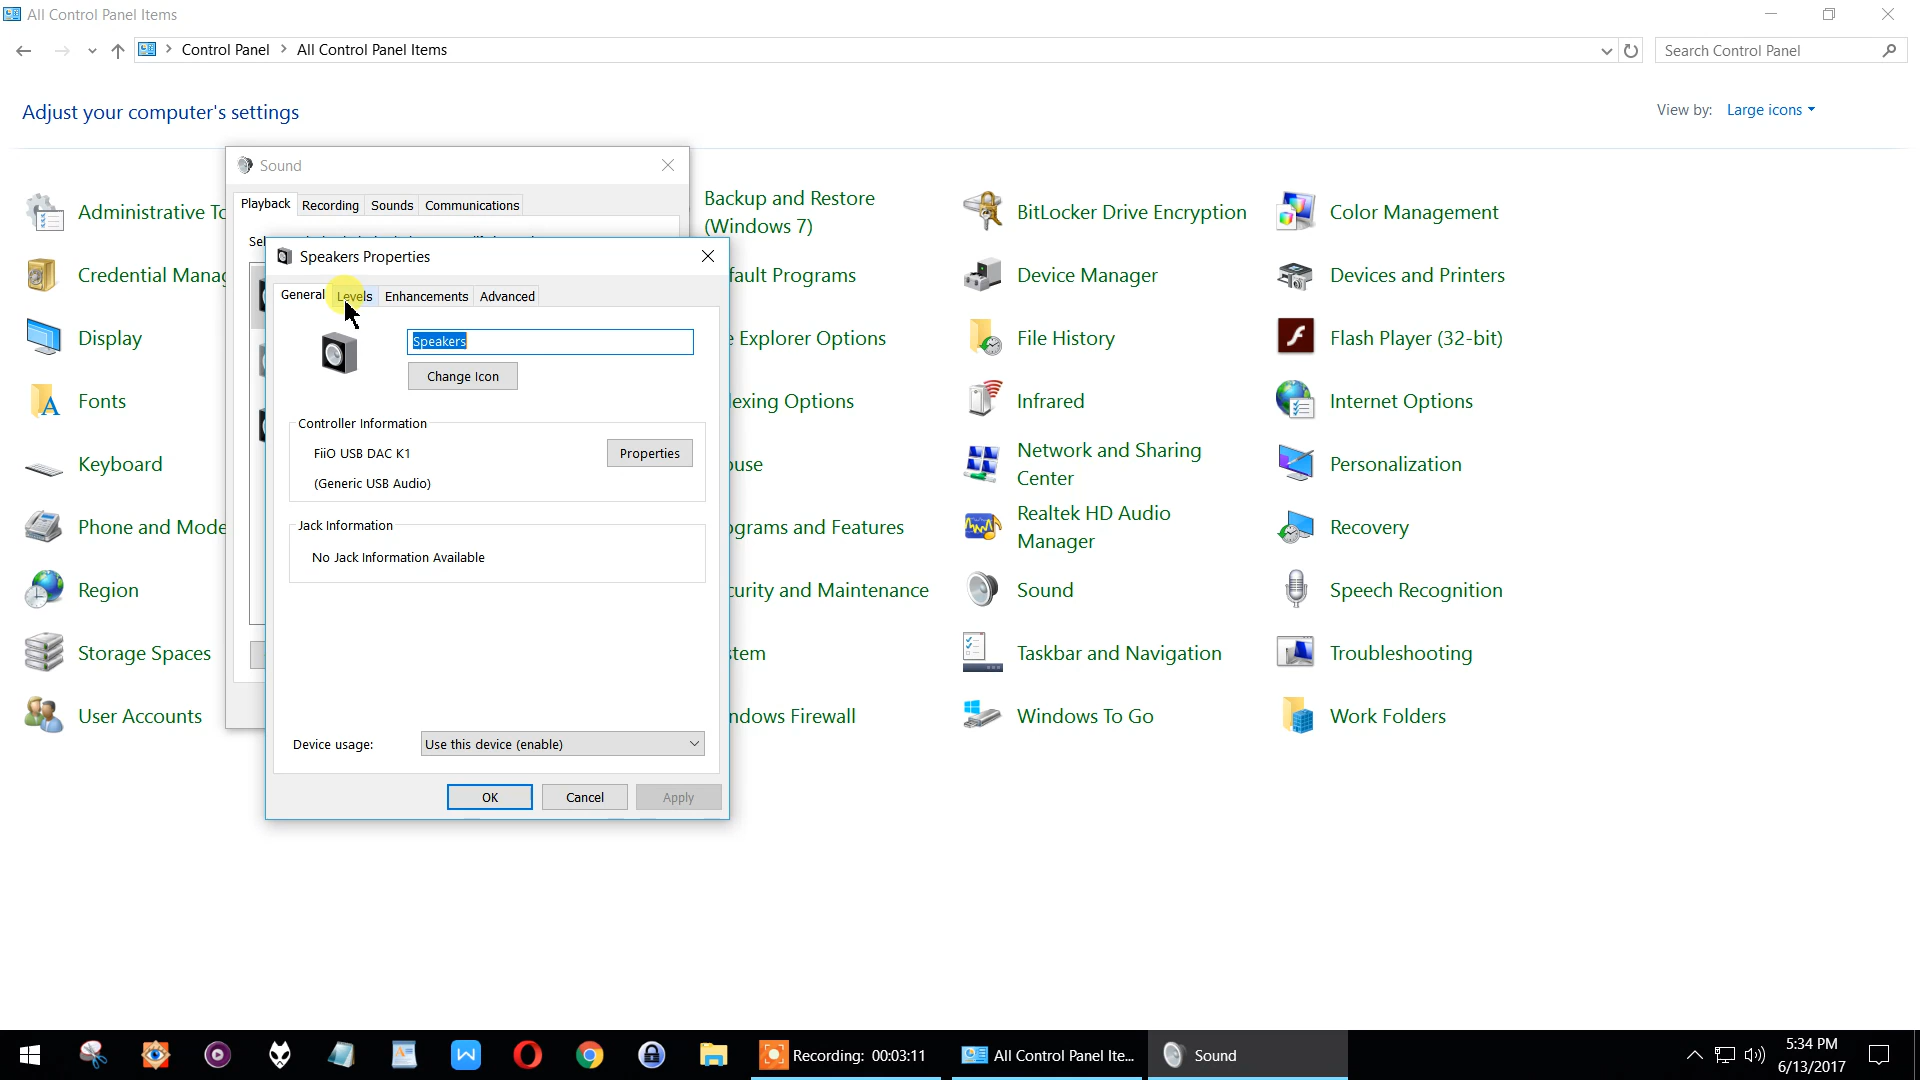 All Control Panel Items
Control Panel > All Control Panel Items
Search Control Panel
Adjust your computer's settings
View by: Large icons
Sound
Playback
Recording
Sounds
Communications
Speakers Properties
General
Levels
Enhancements
Advanced
Speakers
Change Icon
Controller Information
FiiO USB DAC K1
Properties
(Generic USB Audio)
Jack Information
No Jack Information Available
Device usage:
Use this device (enable)
OK
Cancel
Apply
Administrative To
Backup and Restore
(Windows 7)
BitLocker Drive Encryption
Color Management
Credential Manag
fault Programs
Device Manager
Devices and Printers
Display
e Explorer Options
File History
Flash Player (32-bit)
Fonts
exing Options
Infrared
Internet Options
Keyboard
ouse
Network and Sharing
Center
Personalization
Phone and Mode
ograms and Features
Realtek HD Audio
Manager
Recovery
Region
curity and Maintenance
Sound
Speech Recognition
Storage Spaces
stem
Taskbar and Navigation
Troubleshooting
User Accounts
ndows Firewall
Windows To Go
Work Folders
Recording: 00:03:11
All Control Panel Ite...
Sound
5:34 PM
6/13/2017